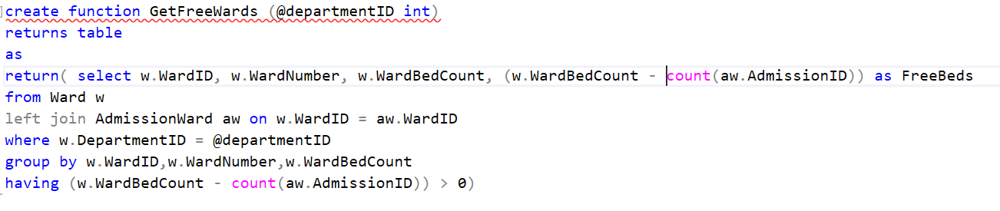 create function GetFreeWards (@departmentID int)
returns table
as
return( select w.WardID, w.WardNumber, w.WardBedCount, (w.WardBedCount - count(aw.AdmissionID)) as FreeBeds
from Ward w
left join AdmissionWard aw on w.WardID = aw.WardID
where w.DepartmentID = @departmentID
group by w.WardID,w.WardNumber,w.WardBedCount
having (w.WardBedCount - count(aw.AdmissionID)) > 0)